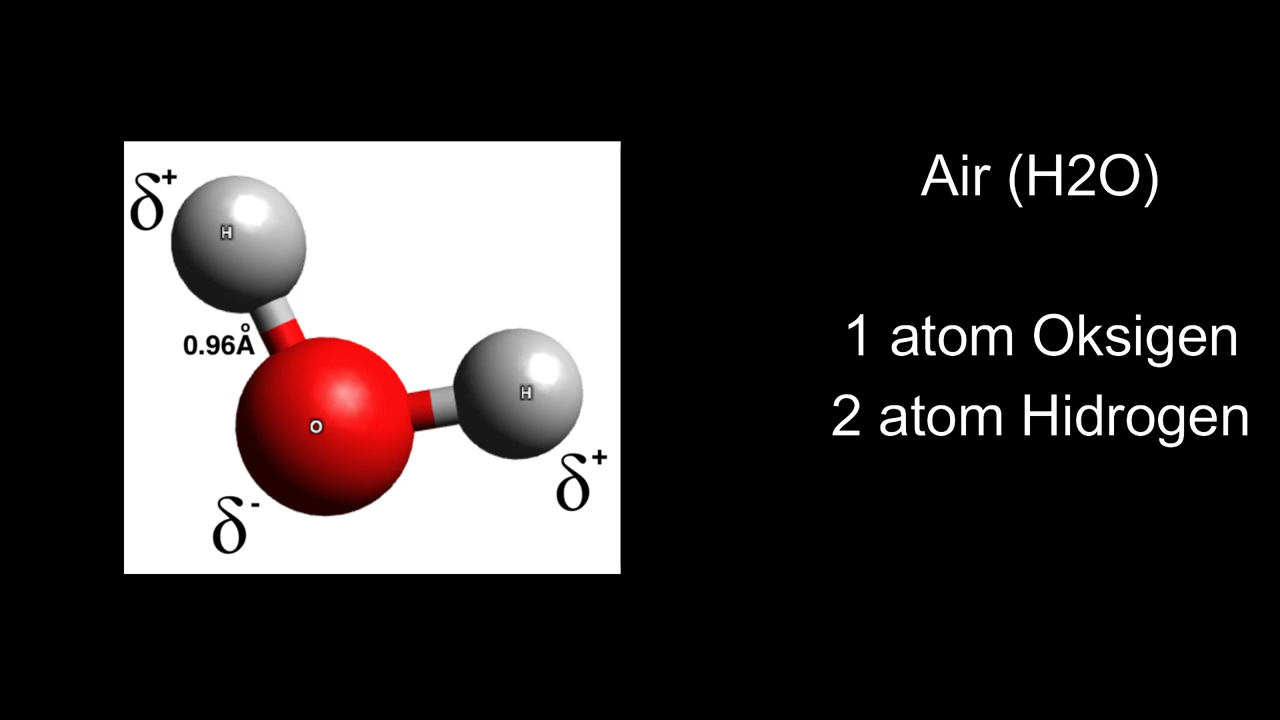 δ+
H
0.96Å
H
O
δ+
δ-
Air (H2O)
1 atom Oksigen
2 atom Hidrogen